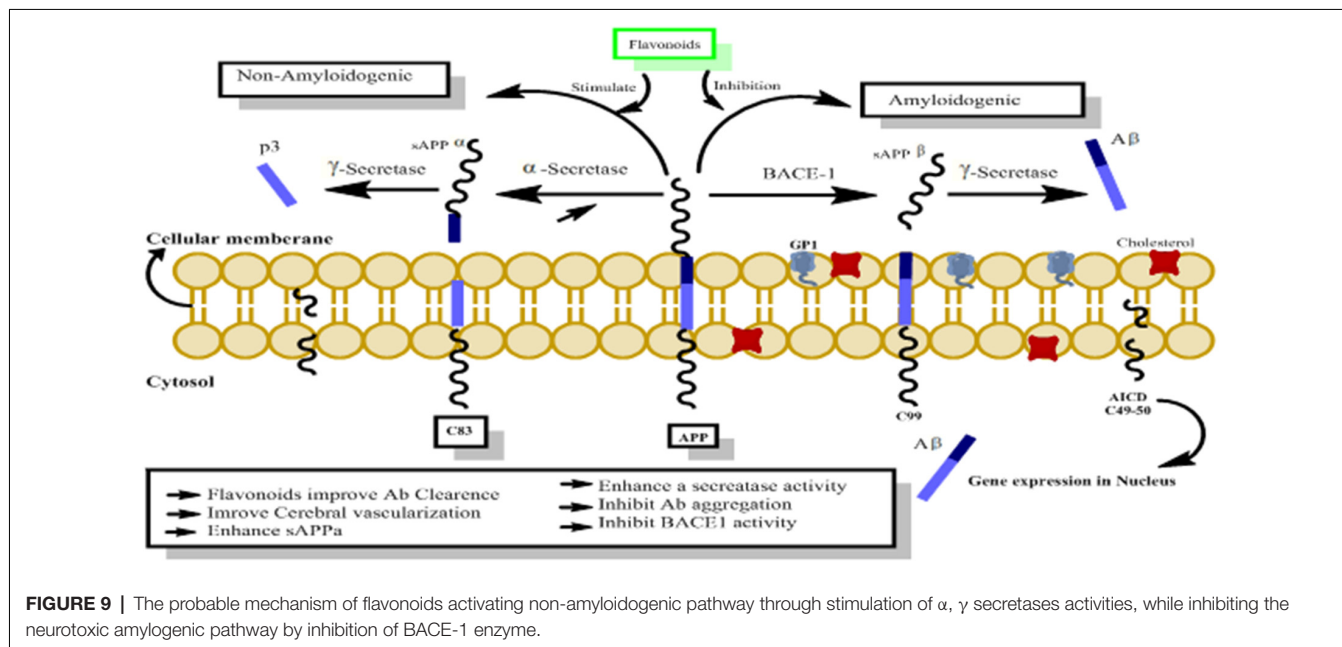 Flavonoids
Non-Amyloidogenic
Stimulate
Inhibition
Amyloidogenic
p3
γ-Secretase
sAPP α
α -Secretase
BACE-1
sAPP β
γ-Secretase
Aβ
Cellular memberane
GP1
Cholesterol
Cytosol
C83
APP
C99
AICD
C49-50
Aβ
Gene expression in Nucleus
Flavonoids improve Ab Clearence
Imrove Cerebral vascularization
Enhance sAPPa
Enhance a secreatase activity
Inhibit Ab aggregation
Inhibit BACE1 activity
FIGURE 9 | The probable mechanism of flavonoids activating non-amyloidogenic pathway through stimulation of α, γ secretases activities, while inhibiting the
neurotoxic amylogenic pathway by inhibition of BACE-1 enzyme.